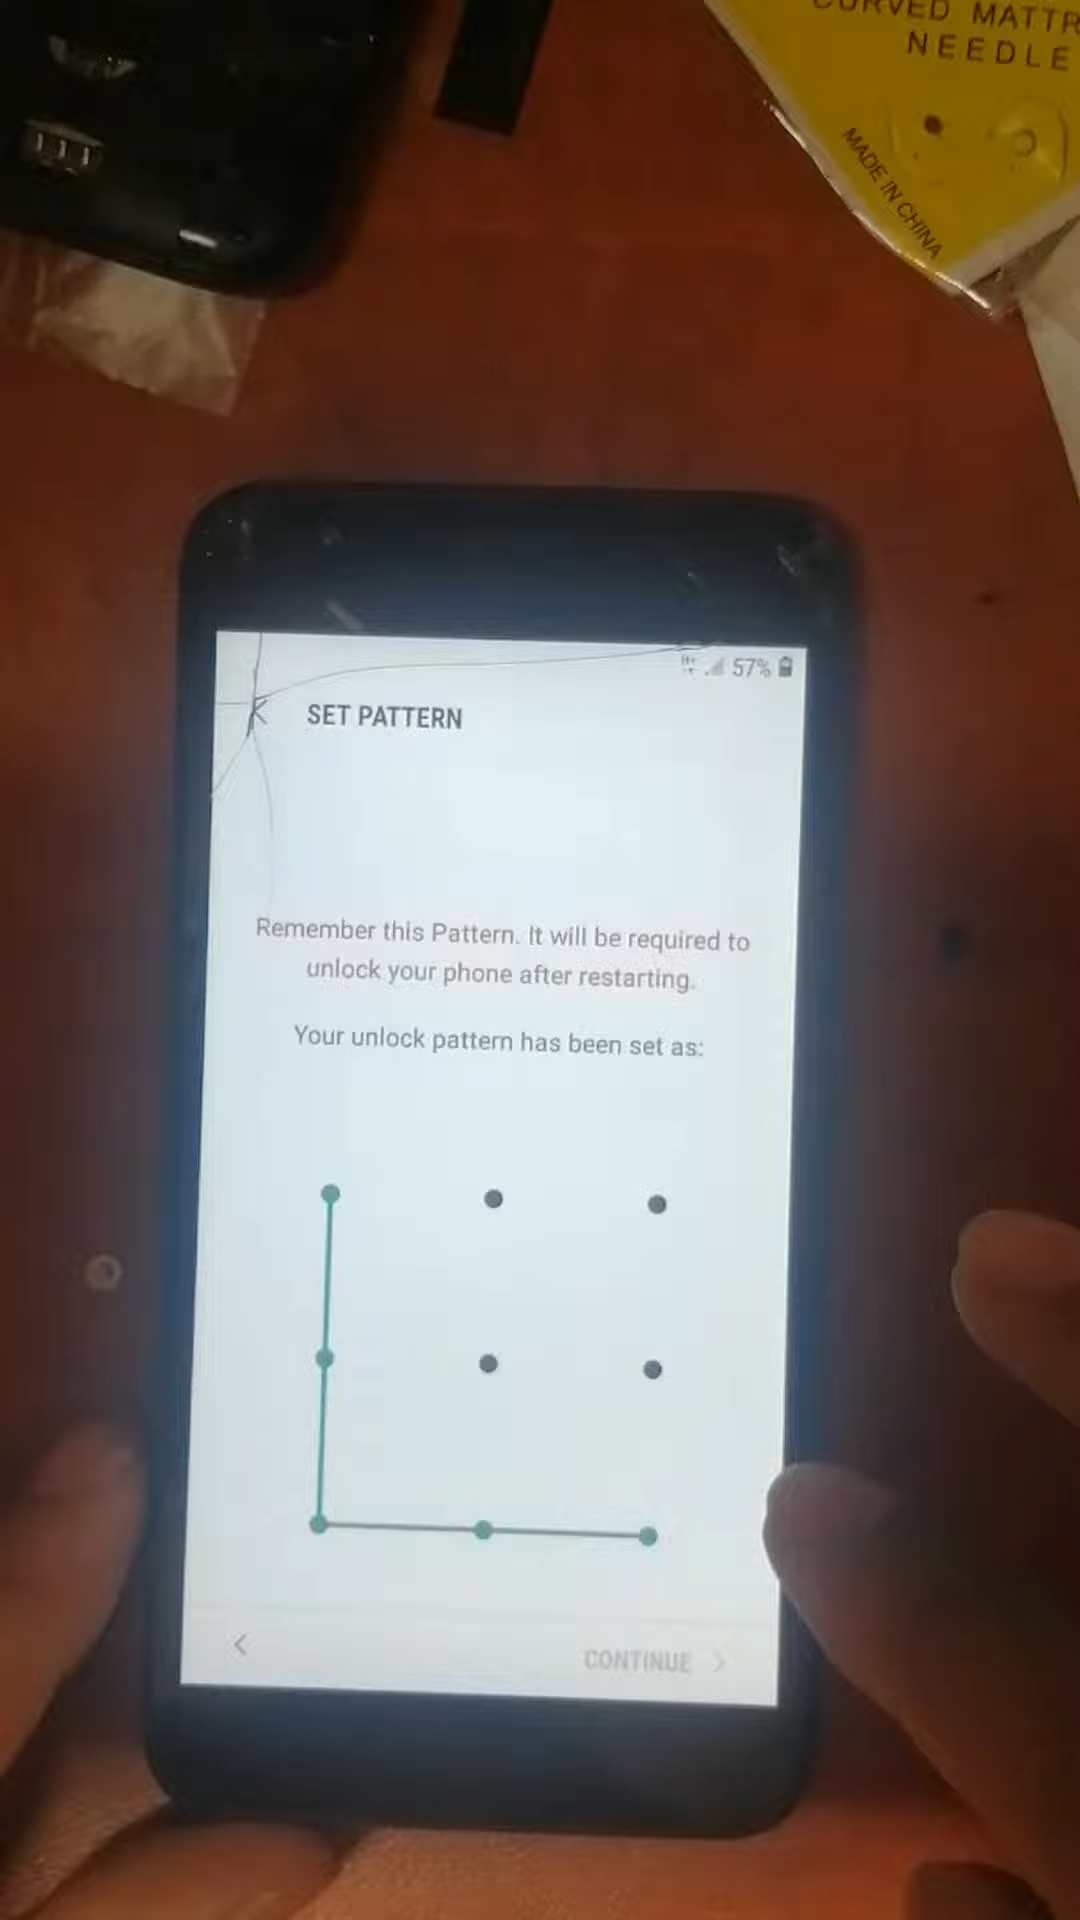 CURVED MATTR
NEEDLE
MADE IN CHINA
57%
SET PATTERN
Remember this Pattern. It will be required to
unlock your phone after restarting.
Your unlock pattern has been set as:
CONTINUE